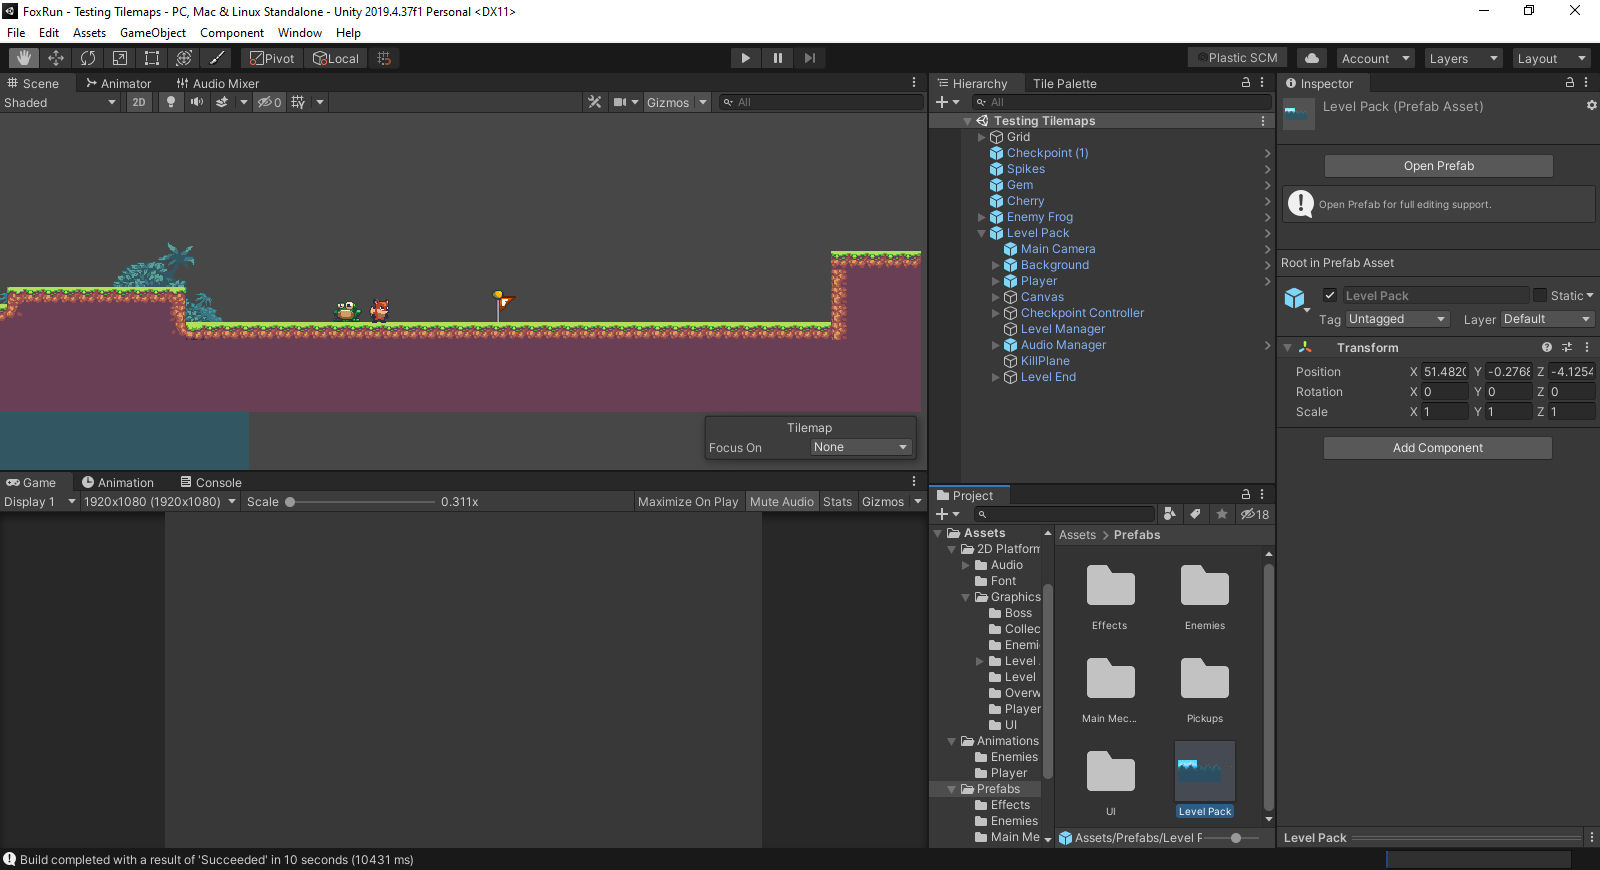 FoxRun - Testing Tilemaps - PC, Mac & Linux Standalone - Unity 2019.4.37f1 Personal <DX11>
File Edit Assets GameObject Component Window Help
Pivot Local Plastic SCM Account Layers Layout
Scene Animator Audio Mixer
Shaded 2D 0 Gizmos All
Tilemap
Focus On None
Game Animation Console
Display 1 1920x1080 (1920x1080) Scale 0.311x Maximize On Play Mute Audio Stats Gizmos
Hierarchy Tile Palette
All
Testing Tilemaps
Grid
Checkpoint (1)
Spikes
Gem
Cherry
Enemy Frog
Level Pack
Main Camera
Background
Player
Canvas
Checkpoint Controller
Level Manager
Audio Manager
KillPlane
Level End
Project
18
Assets
2D Platform
Audio
Font
Graphics
Boss
Collec
Enemi
Level
Level
Overw
Player
UI
Animations
Enemies
Player
Prefabs
Effects
Enemies
Main Me
Assets > Prefabs
Effects Enemies
Main Mec... Pickups
UI Level Pack
Assets/Prefabs/Level P
Inspector
Level Pack (Prefab Asset)
Open Prefab
Open Prefab for full editing support.
Root in Prefab Asset
Level Pack Static
Tag Untagged Layer Default
Transform
Position X 51.4820 Y -0.2768 Z -4.1254
Rotation X 0 Y 0 Z 0
Scale X 1 Y 1 Z 1
Add Component
Level Pack
Build completed with a result of 'Succeeded' in 10 seconds (10431 ms)